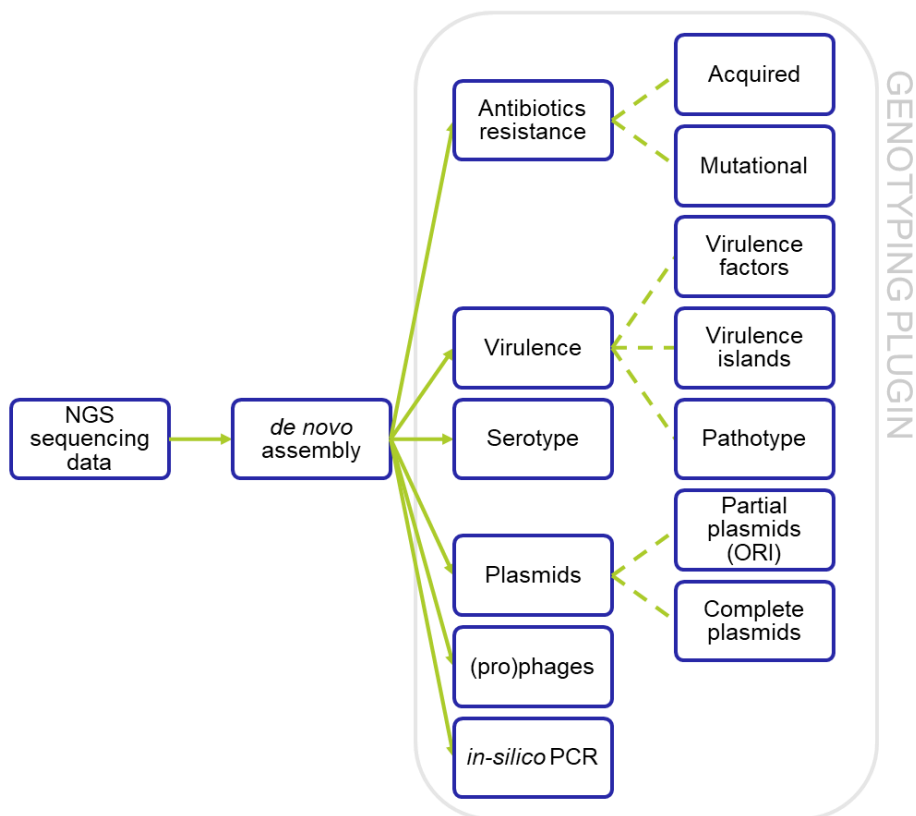 NGS
sequencing
data
de novo
assembly
Antibiotics
resistance
Acquired
Mutational
Virulence
Virulence
factors
Virulence
islands
Pathotype
Serotype
Plasmids
Partial
plasmids
(ORI)
Complete
plasmids
(pro)phages
in-silico PCR
GENOTYPING PLUGIN